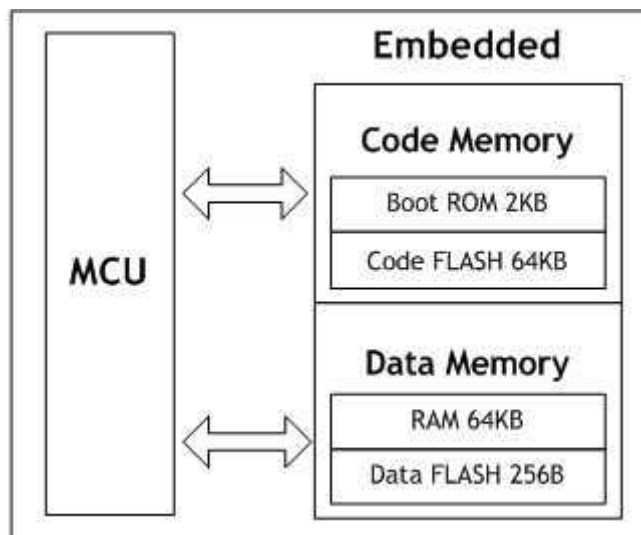 Embedded
MCU
Code Memory
Boot ROM 2KB
Code FLASH 64KB
Data Memory
RAM 64KB
Data FLASH 256B